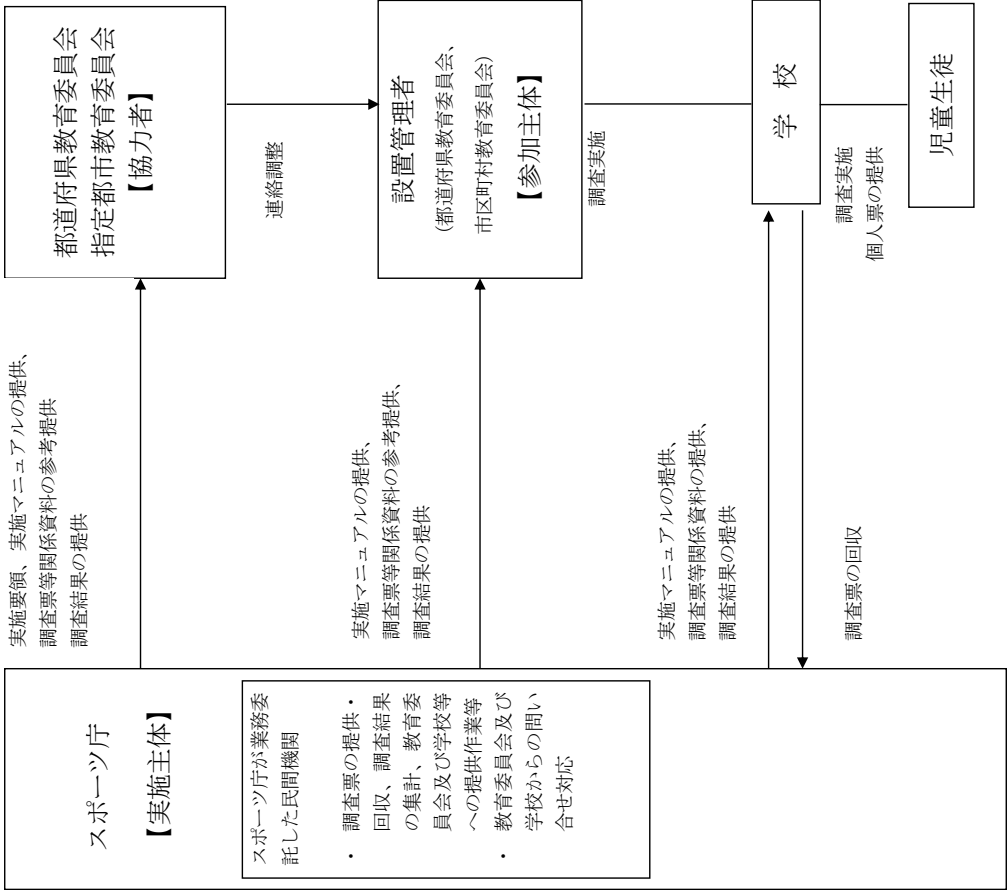 スポーツ庁
【実施主体】
スポーツ庁が業務委
託した民間機関
・ 調査票の提供・
回収、調査結果
の集計、教育委
員会及び学校等
への提供作業等
・ 教育委員会及び
学校からの問い
合せ対応
実施要領、実施マニュアルの提供、
調査票等関係資料の参考提供
調査結果の提供
都道府県教育委員会
指定都市教育委員会
【協力者】
連絡調整
実施マニュアルの提供、
調査票等関係資料の参考提供、
調査結果の提供
設置管理者
(都道府県教育委員会、
市区町村教育委員会)
【参加主体】
調査実施
実施マニュアルの提供、
調査票等関係資料の提供、
調査結果の提供
調査票の回収
学 校
調査実施
個人票の提供
児童生徒